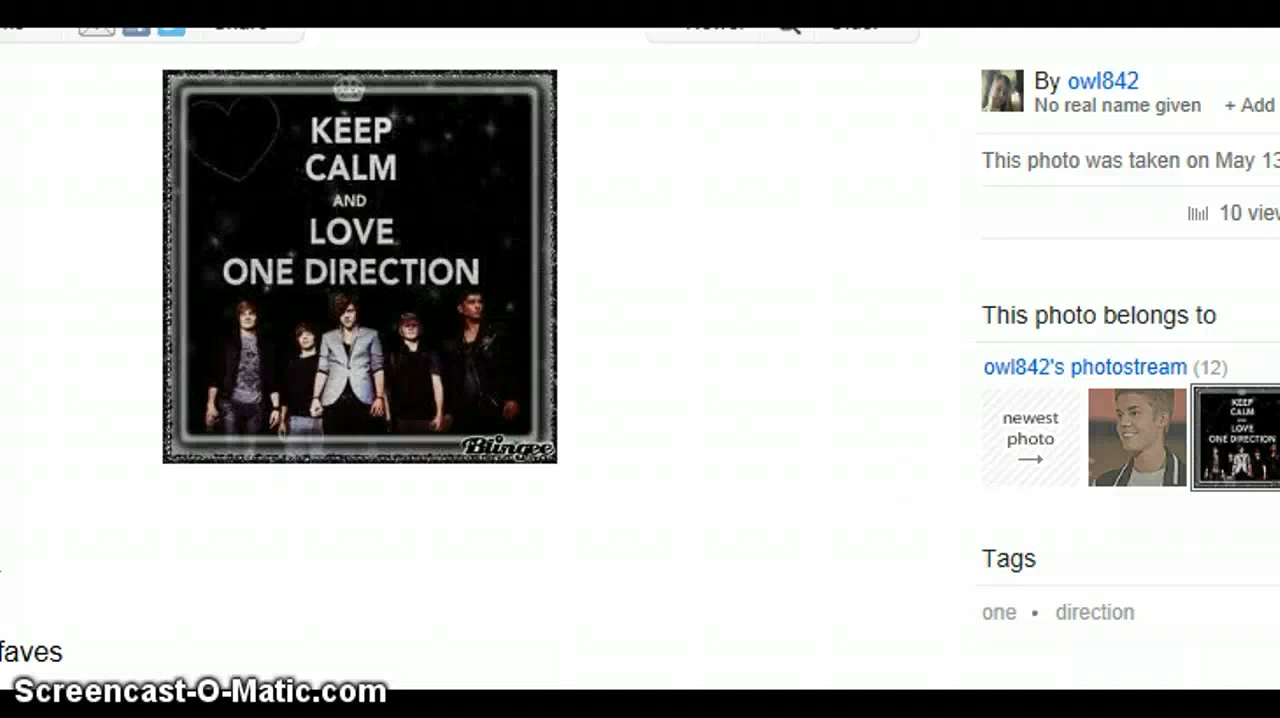 KEEP
CALM
AND
LOVE
ONE DIRECTION
Blingee
By owl842
No real name given + Add
This photo was taken on May 13
10 view
This photo belongs to
owl842's photostream (12)
newest
photo
KEEP
CALM
LOVE
ONE DIRECTION
Tags
one • direction
faves
Screencast-O-Matic.com